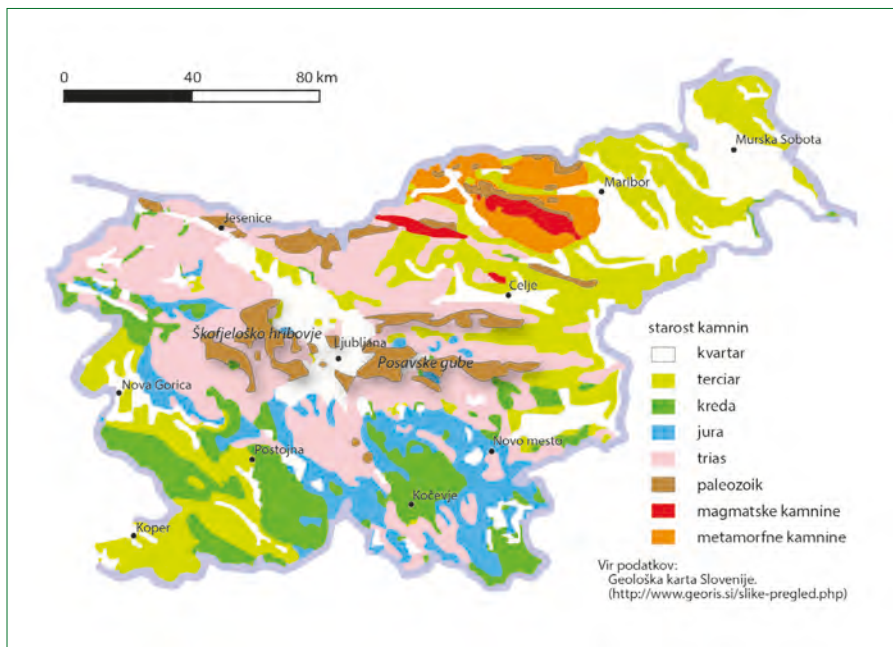 0 40 80 km
Murska Sobota
Maribor
Jesenice
Celje
Škofjeloško hribovje
Ljubljana
Posavske gube
Nova Gorica
Novo mesto
Postojna
Kočevje
Koper
starost kamnin
kvartar
terciar
kreda
jura
trias
paleozoik
magmatske kamnine
metamorfne kamnine
Vir podatkov:
Geološka karta Slovenije.
(http://www.georis.si/slike-pregled.php)